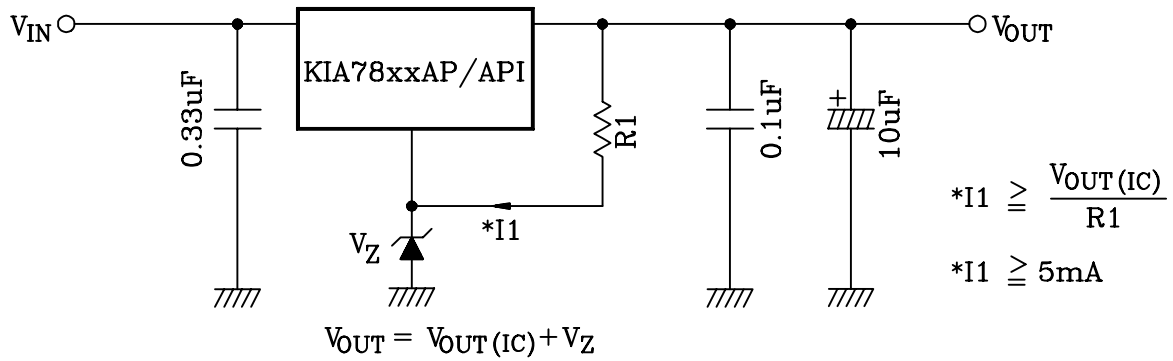 VIN
VOUT
KIA78xxAP/API
0.33uF
R1
0.1uF
+
10uF
*I1
VZ
*I1 ≧ VOUT(IC)
R1
*I1 ≧ 5mA
VOUT = VOUT(IC)+VZ